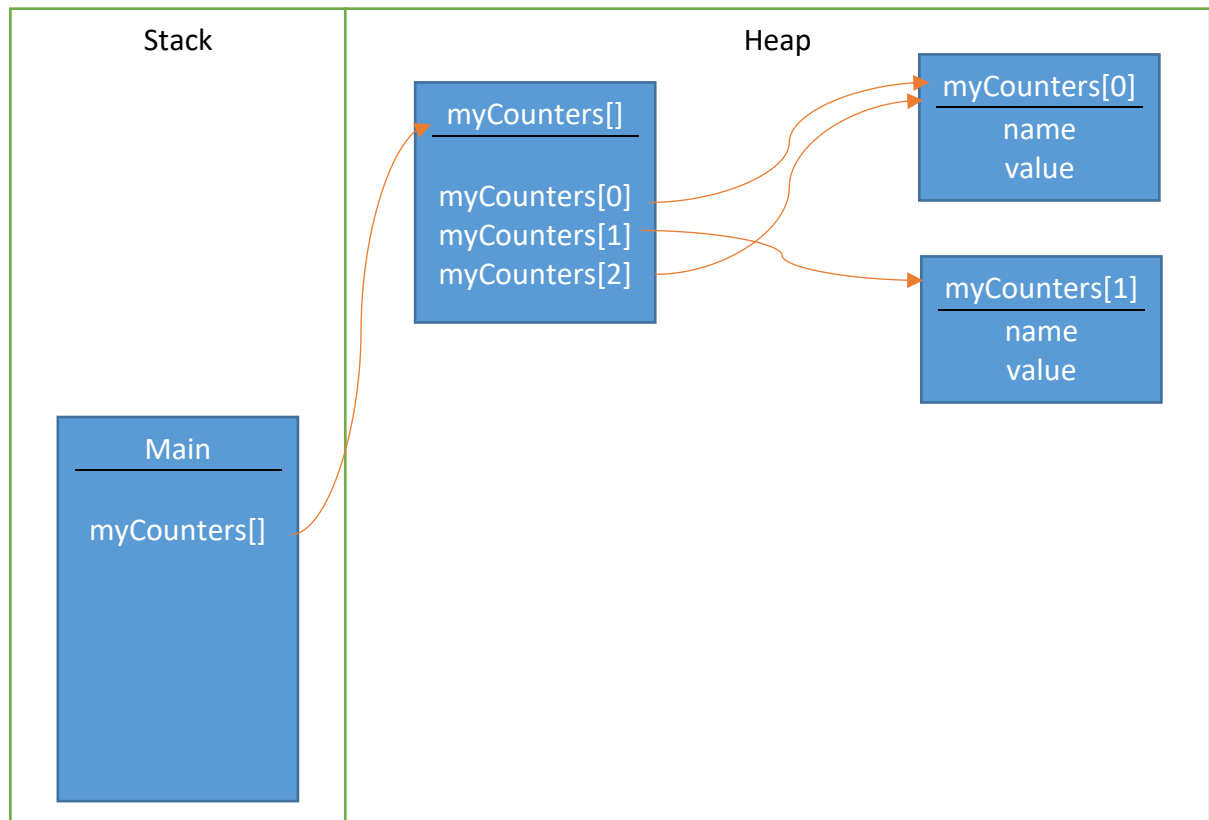 Stack
Heap
myCounters[]
myCounters[0]
myCounters[1]
myCounters[2]
myCounters[0]
name
value
myCounters[1]
name
value
Main
myCounters[]